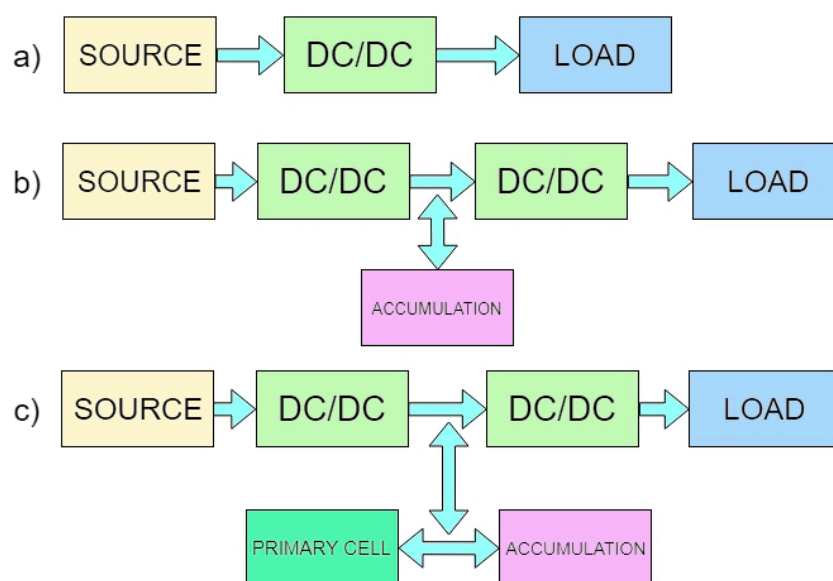 a) SOURCE DC/DC LOAD
b) SOURCE DC/DC DC/DC LOAD
ACCUMULATION
c) SOURCE DC/DC DC/DC LOAD
PRIMARY CELL ACCUMULATION